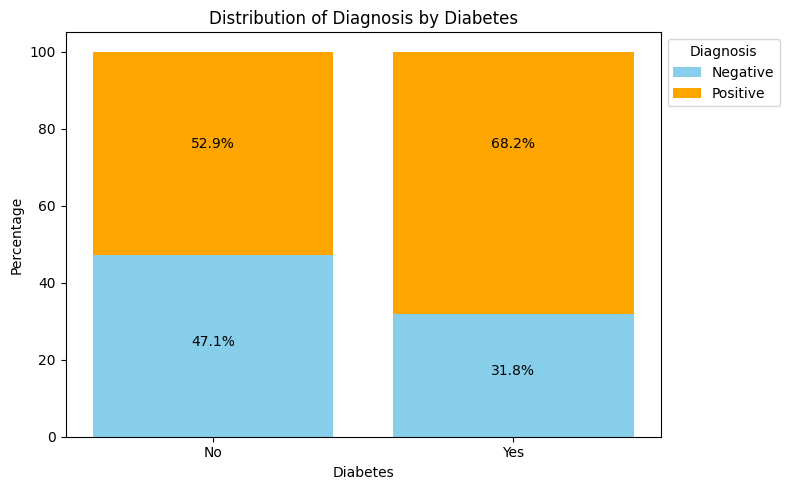 Distribution of Diagnosis by Diabetes
Diagnosis
Negative
Positive
Percentage
100
80
60
40
20
0
52.9%
68.2%
47.1%
31.8%
No
Yes
Diabetes